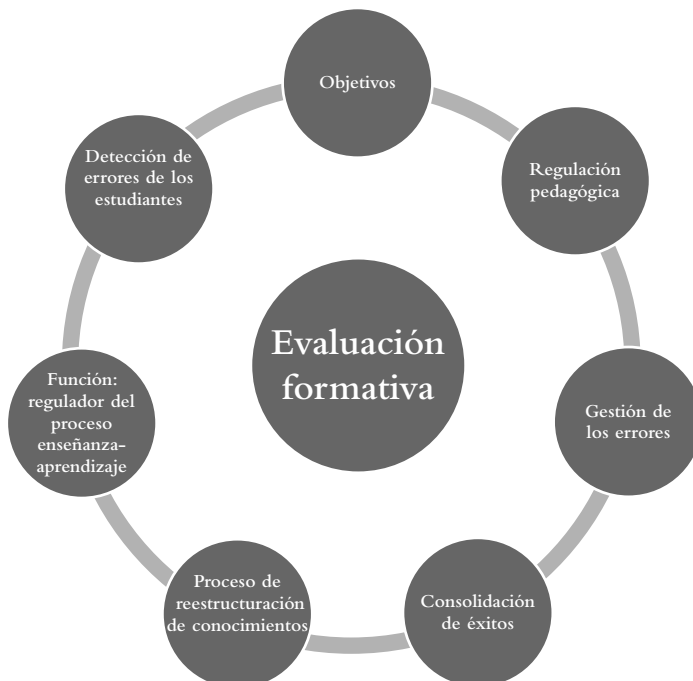 Objetivos
Regulación
pedagógica
Gestión de
los errores
Consolidación
de éxitos
Proceso de
reestructuración
de conocimientos
Función:
regulador del
proceso
enseñanza-
aprendizaje
Detección de
errores de los
estudiantes
Evaluación
formativa